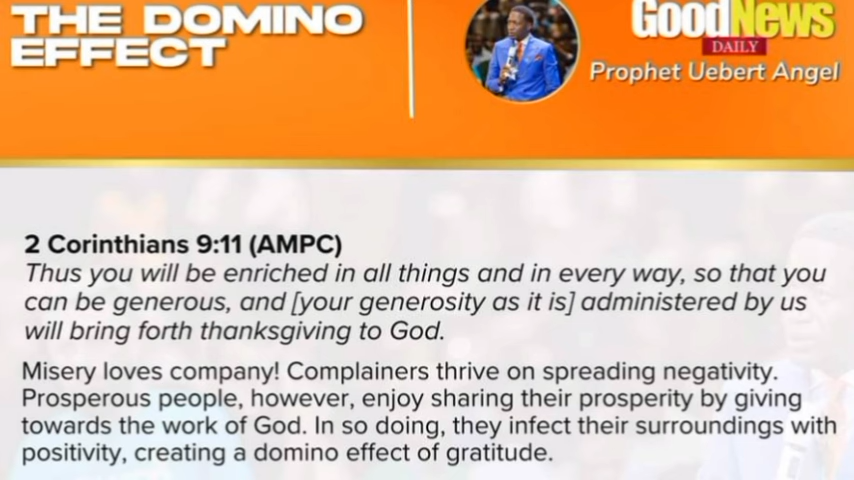 THE DOMINO
EFFECT
GoodNews
DAILY
Prophet Uebert Angel
2 Corinthians 9:11 (AMPC)
Thus you will be enriched in all things and in every way, so that you
can be generous, and [your generosity as it is] administered by us
will bring forth thanksgiving to God.
Misery loves company! Complainers thrive on spreading negativity.
Prosperous people, however, enjoy sharing their prosperity by giving
towards the work of God. In so doing, they infect their surroundings with
positivity, creating a domino effect of gratitude.